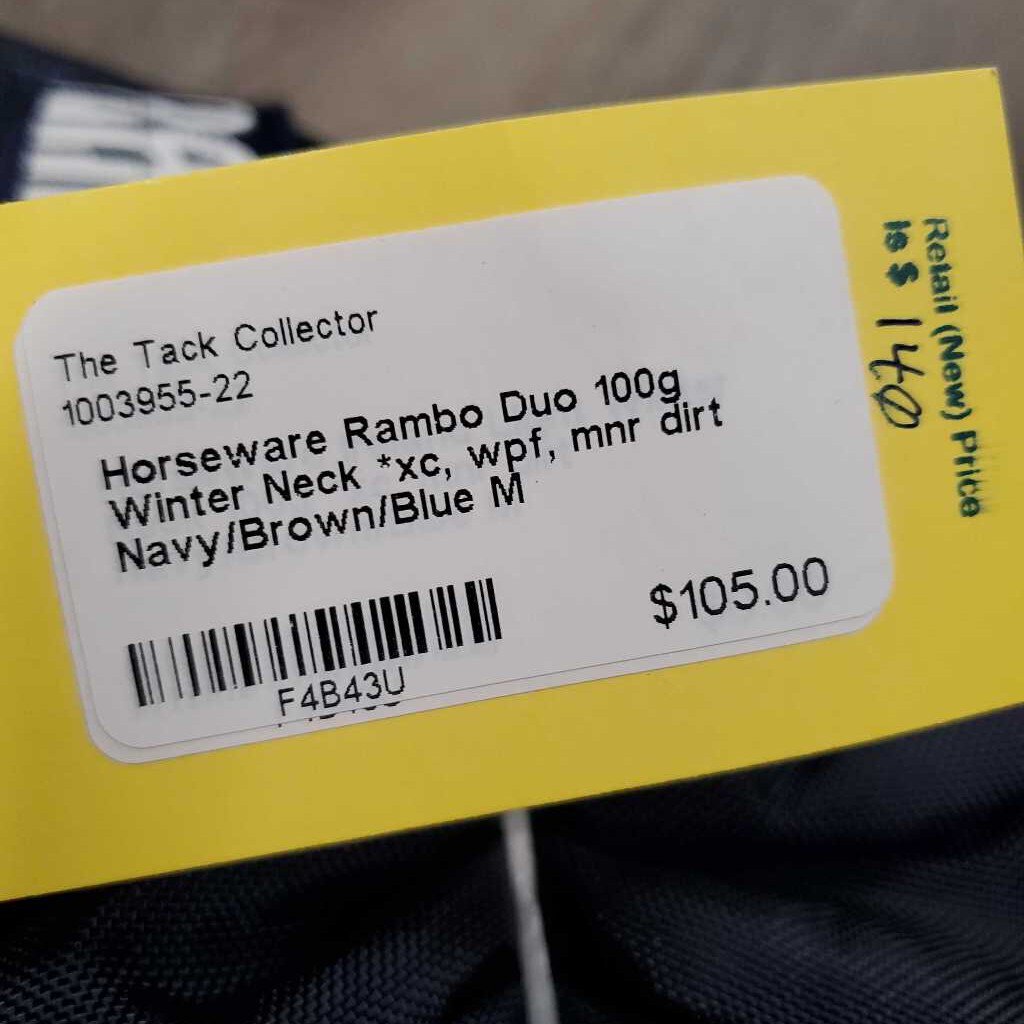 The Tack Collector
1003955-22
Horseware Rambo Duo 100g
Winter Neck *xc, wpf, mnr dirt
Navy/Brown/Blue M
$105.00
F4B43U
Retail (New) Price
Is $ 140